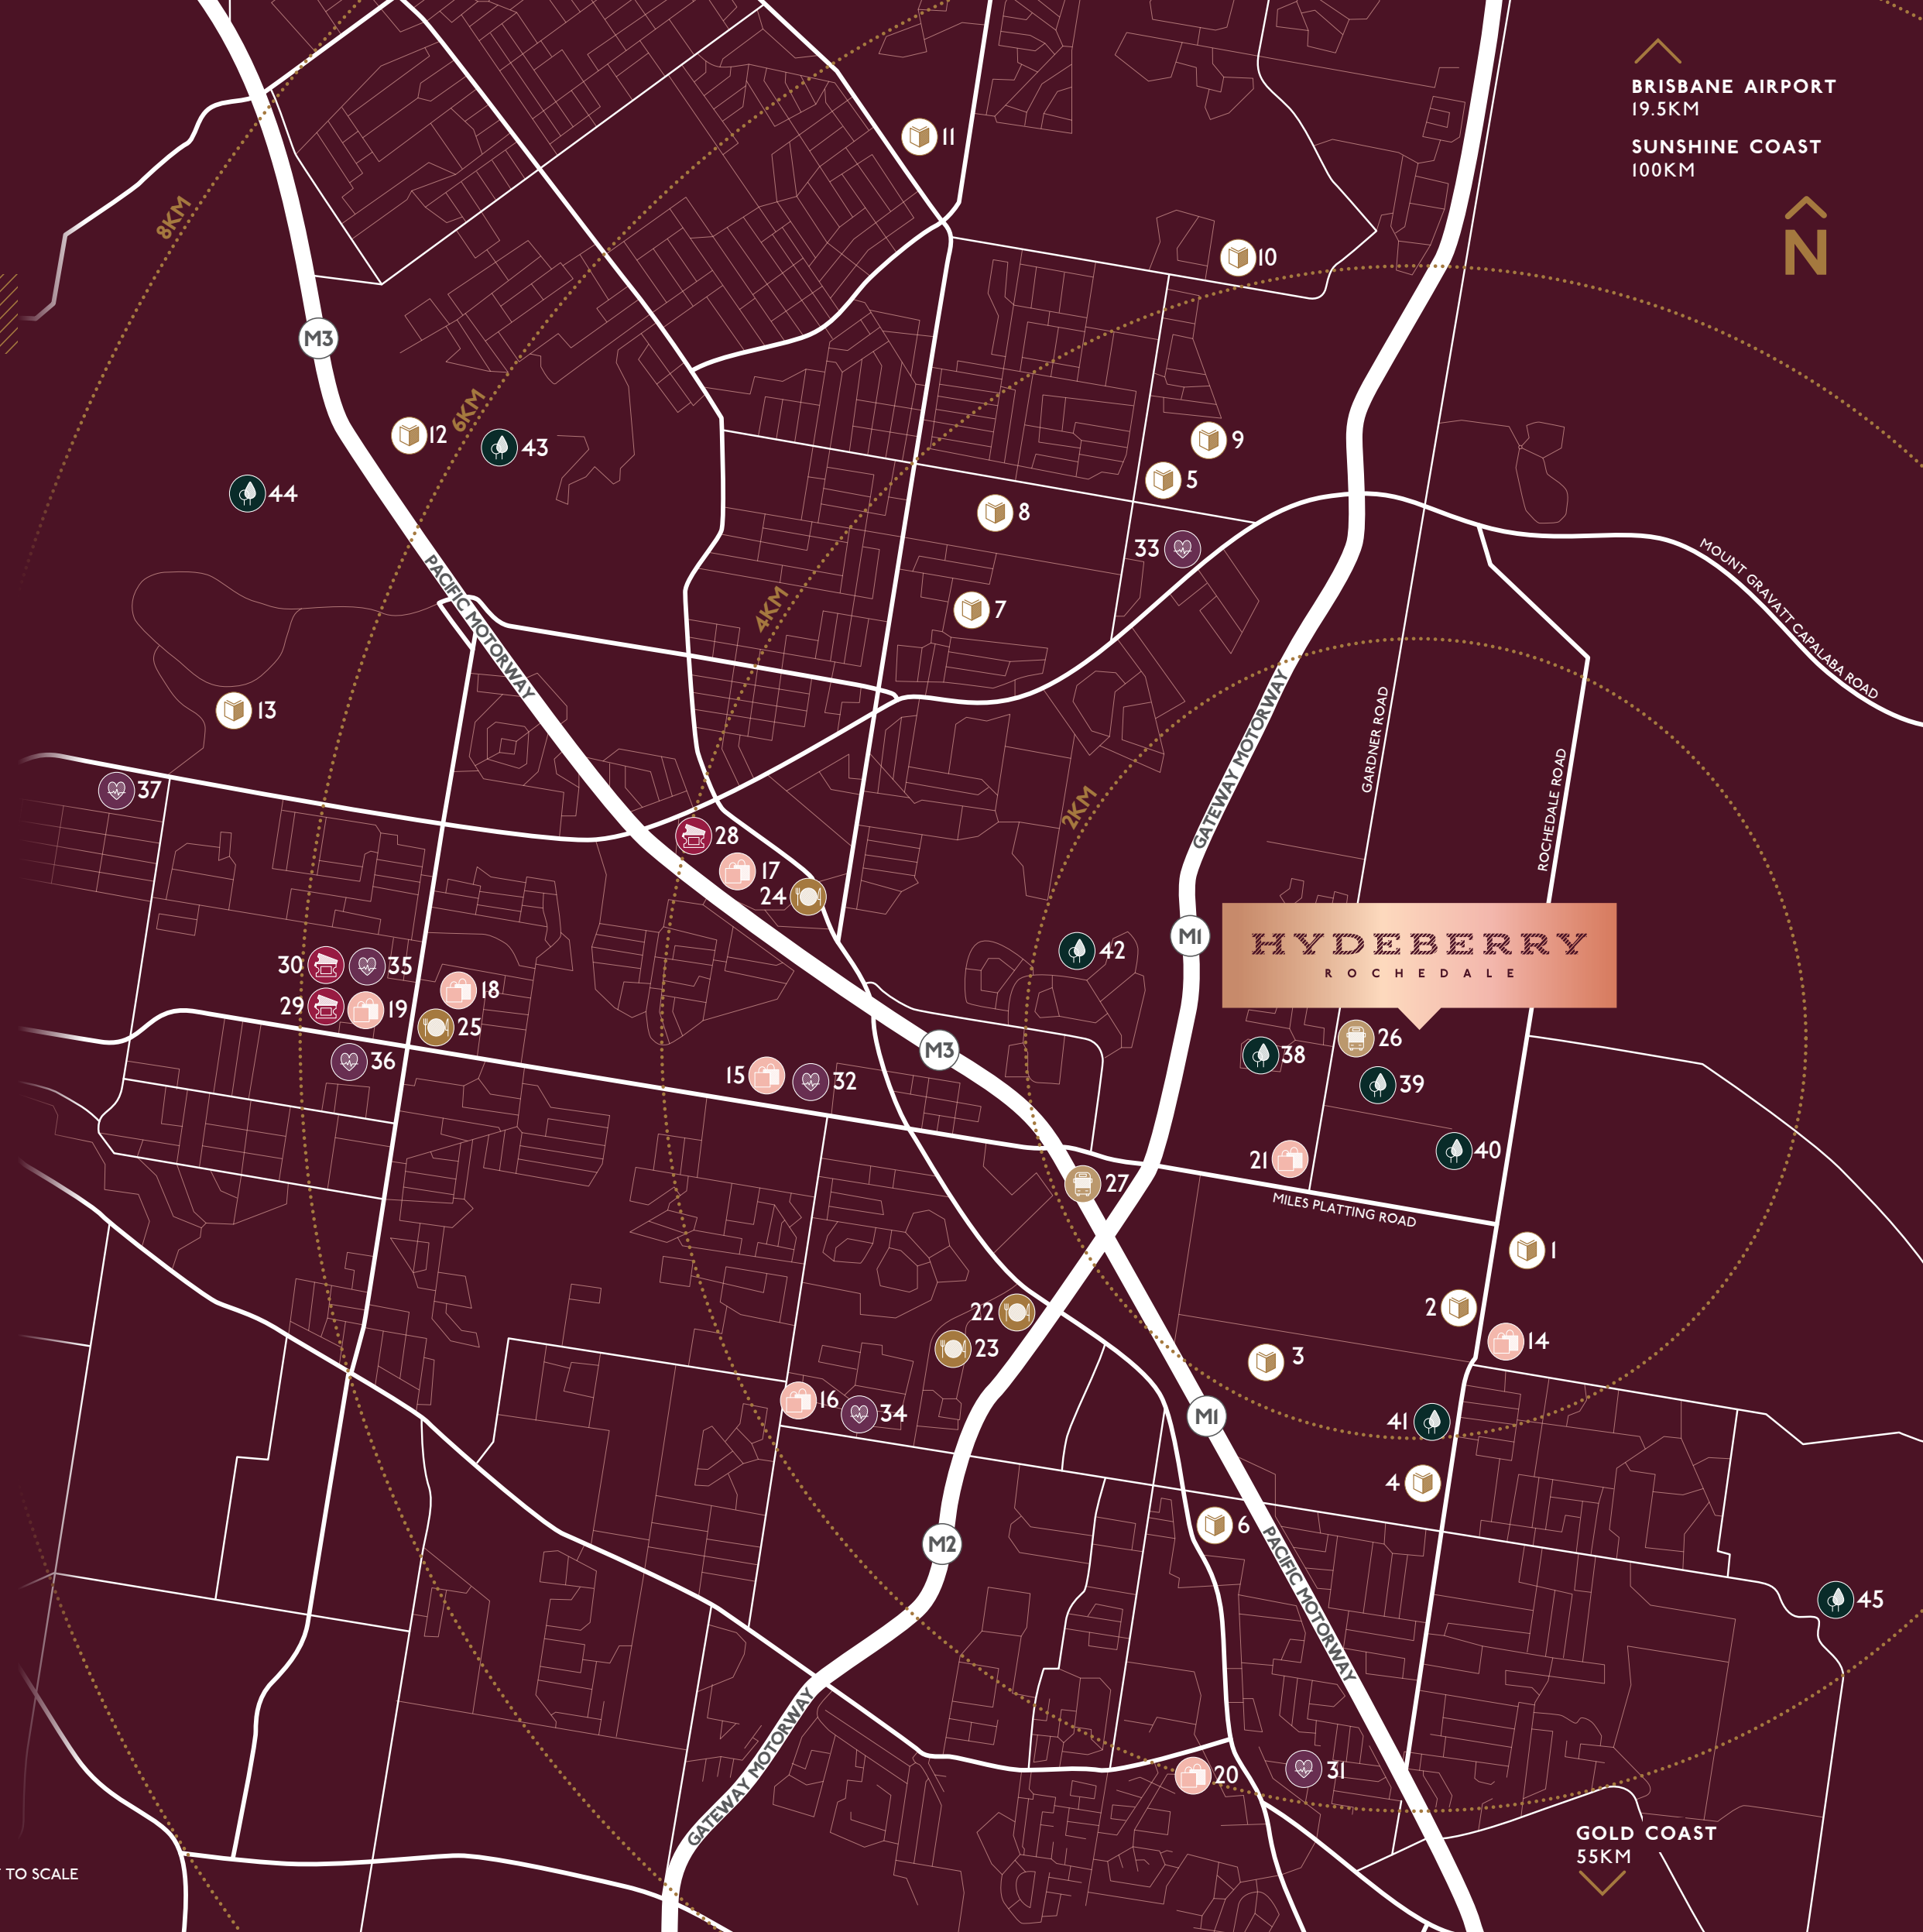 BRISBANE AIRPORT
19.5KM
11
SUNSHINE COAST
100KM
8KM
N
10
M3
6KM
12
43
9
5
44
8
33
MOUNT GRAVATT CAPALABA ROAD
PACIFIC MOTORWAY
4KM
7
13
GATEWAY MOTORWAY
GARDNER ROAD
37
2KM
ROCHEDALE ROAD
28
17
24
M1
HYDEBERRY
ROCHEDALE
42
30
35
18
29
19
25
26
38
M3
36
15
32
39
40
21
27
MILES PLATTING ROAD
1
2
22
14
23
3
16
34
M1
41
4
6
M2
PACIFIC MOTORWAY
45
GATEWAY MOTORWAY
20
31
GOLD COAST
55KM
TO SCALE